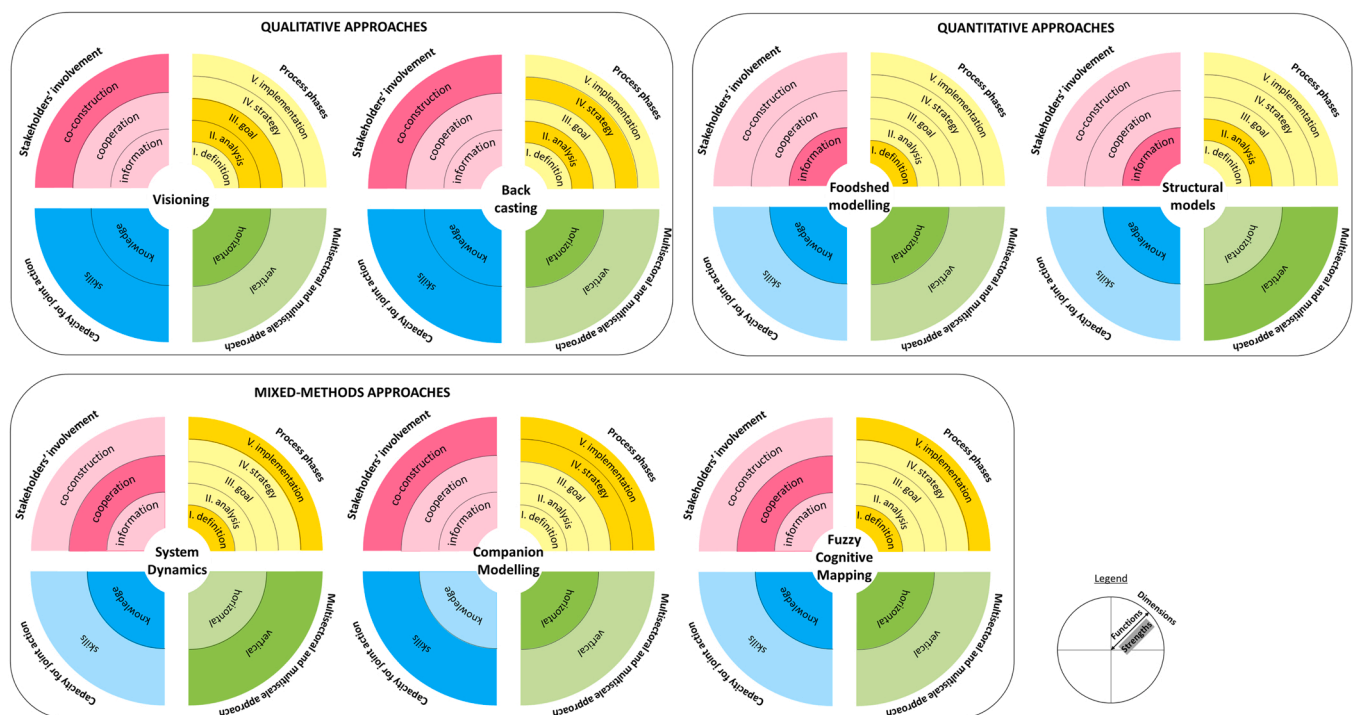 QUALITATIVE APPROACHES
Stakeholders' involvement
co-construction
cooperation
information
Process phases
V. implementation
IV. strategy
III. goal
II. analysis
I. definition
Visioning
Capacity for joint action
skills
knowledge
Multisectoral and multiscale approach
horizontal
vertical
Stakeholders' involvement
co-construction
cooperation
information
Process phases
V. implementation
IV. strategy
III. goal
II. analysis
I. definition
Back
casting
Capacity for joint action
skills
knowledge
Multisectoral and multiscale approach
horizontal
vertical
QUANTITATIVE APPROACHES
Stakeholders' involvement
co-construction
cooperation
information
Process phases
V. implementation
IV. strategy
III. goal
II. analysis
I. definition
Foodshed
modelling
Capacity for joint action
skills
knowledge
Multisectoral and multiscale approach
horizontal
vertical
Stakeholders' involvement
co-construction
cooperation
information
Process phases
V. implementation
IV. strategy
III. goal
II. analysis
I. definition
Structural
models
Capacity for joint action
skills
knowledge
Multisectoral and multiscale approach
horizontal
vertical
MIXED-METHODS APPROACHES
Stakeholders' involvement
co-construction
cooperation
information
Process phases
V. implementation
IV. strategy
III. goal
II. analysis
I. definition
System
Dynamics
Capacity for joint action
skills
knowledge
Multisectoral and multiscale approach
horizontal
vertical
Stakeholders' involvement
co-construction
cooperation
information
Process phases
V. implementation
IV. strategy
III. goal
II. analysis
I. definition
Companion
Modelling
Capacity for joint action
skills
knowledge
Multisectoral and multiscale approach
horizontal
vertical
Stakeholders' involvement
co-construction
cooperation
information
Process phases
V. implementation
IV. strategy
III. goal
II. analysis
I. definition
Fuzzy
Cognitive
Mapping
Capacity for joint action
skills
knowledge
Multisectoral and multiscale approach
horizontal
vertical
Legend
Dimensions
Functions
Strengths